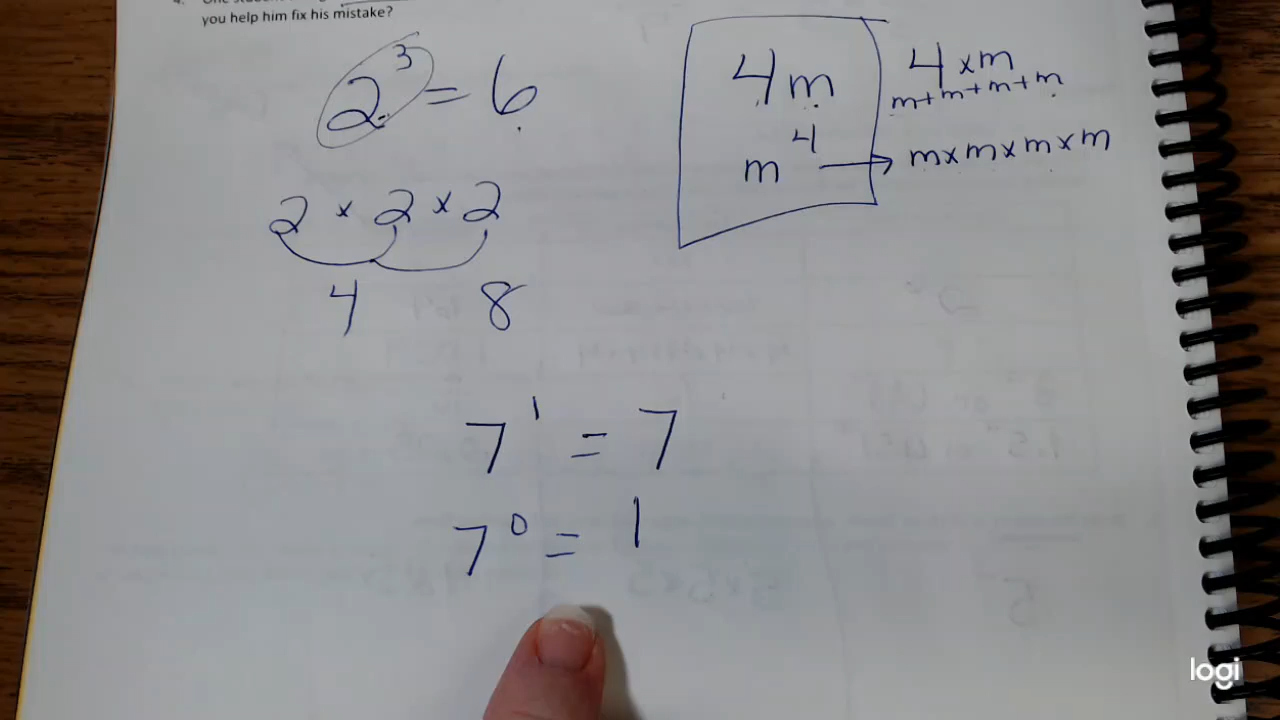 you help him fix his mistake?
2³ = 6
2 × 2 × 2
4 8
4m 4 × m
m + m + m + m
m⁴ → m × m × m × m
7¹ = 7
7⁰ = 1
logi